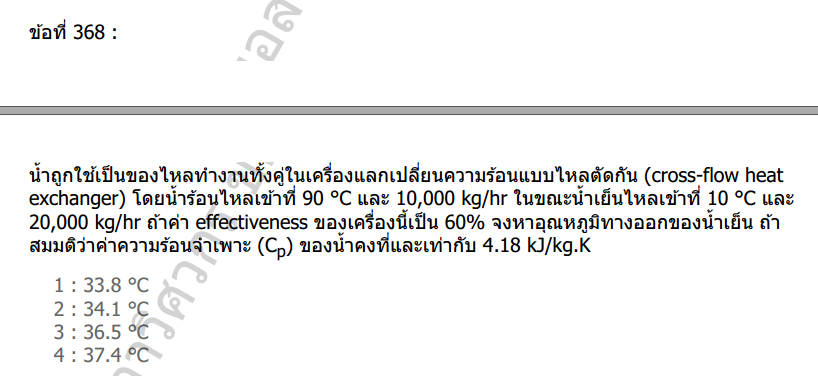 ข้อที่ 368 :
น้ำถูกใช้เป็นของไหลทำงานทั้งคู่ในเครื่องแลกเปลี่ยนความร้อนแบบไหลตัดกัน (cross-flow heat
exchanger) โดยน้ำร้อนไหลเข้าที่ 90 °C และ 10,000 kg/hr ในขณะน้ำเย็นไหลเข้าที่ 10 °C และ
20,000 kg/hr ถ้าค่า effectiveness ของเครื่องนี้เป็น 60% จงหาอุณหภูมิทางออกของน้ำเย็น ถ้า
สมมติว่าค่าความร้อนจำเพาะ (Cp) ของน้ำคงที่และเท่ากับ 4.18 kJ/kg.K
1 : 33.8 °C
2 : 34.1 °C
3 : 36.5 °C
4 : 37.4 °C